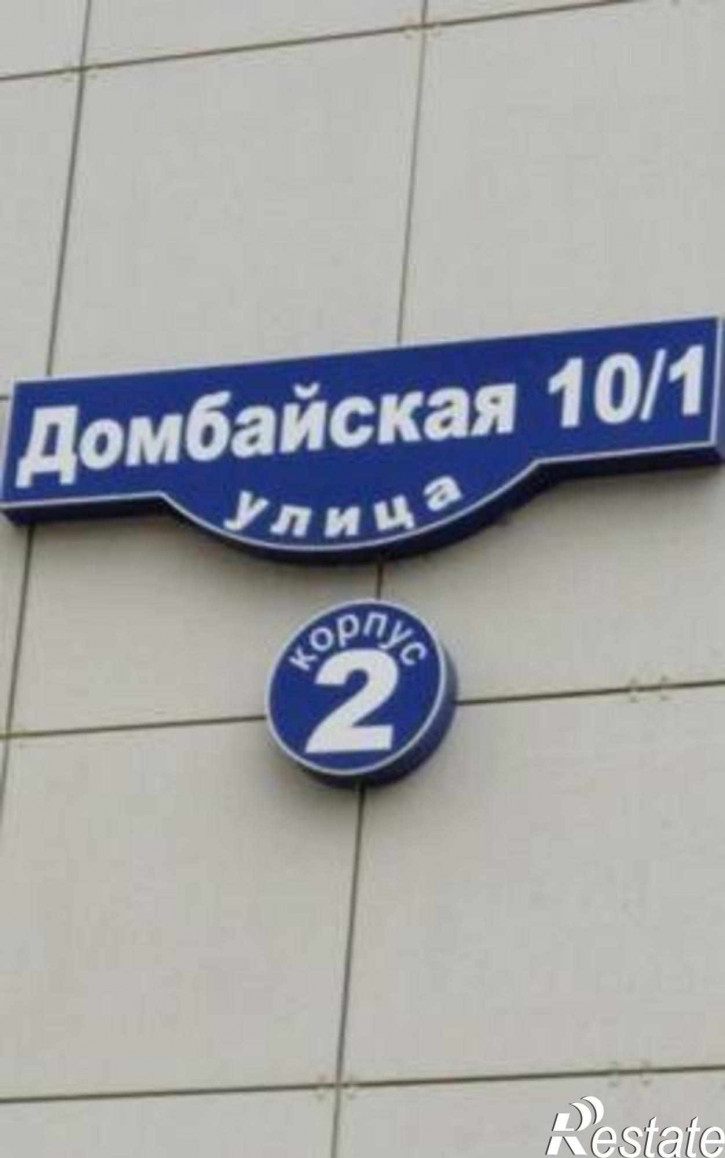 Домбайская 10/1
улица
корпус
2
Restate